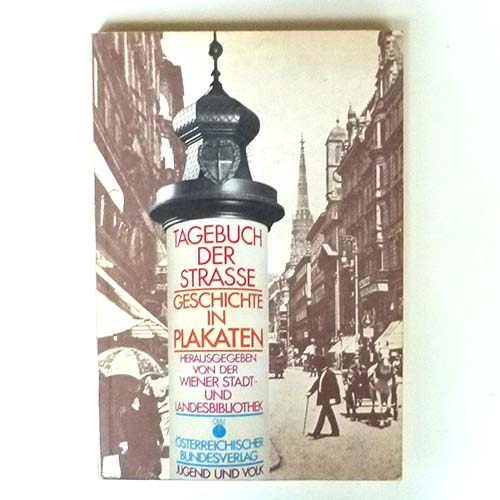 TAGEBUCH
DER
STRASSE
GESCHICHTE
IN
PLAKATEN
HERAUSGEGEBEN
VON DER
WIENER STADT-
UND
LANDESBIBLIOTHEK
ÖSTERREICHISCHER
BUNDESVERLAG
JUGEND UND VOLK